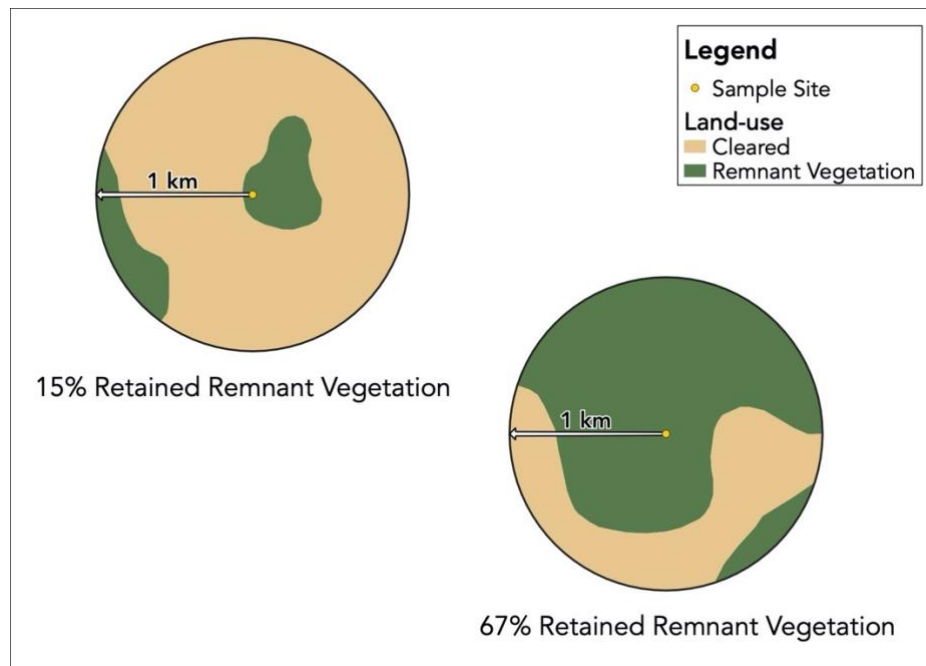 Legend
Sample Site
Land-use
Cleared
Remnant Vegetation
1 km
15% Retained Remnant Vegetation
1 km
67% Retained Remnant Vegetation